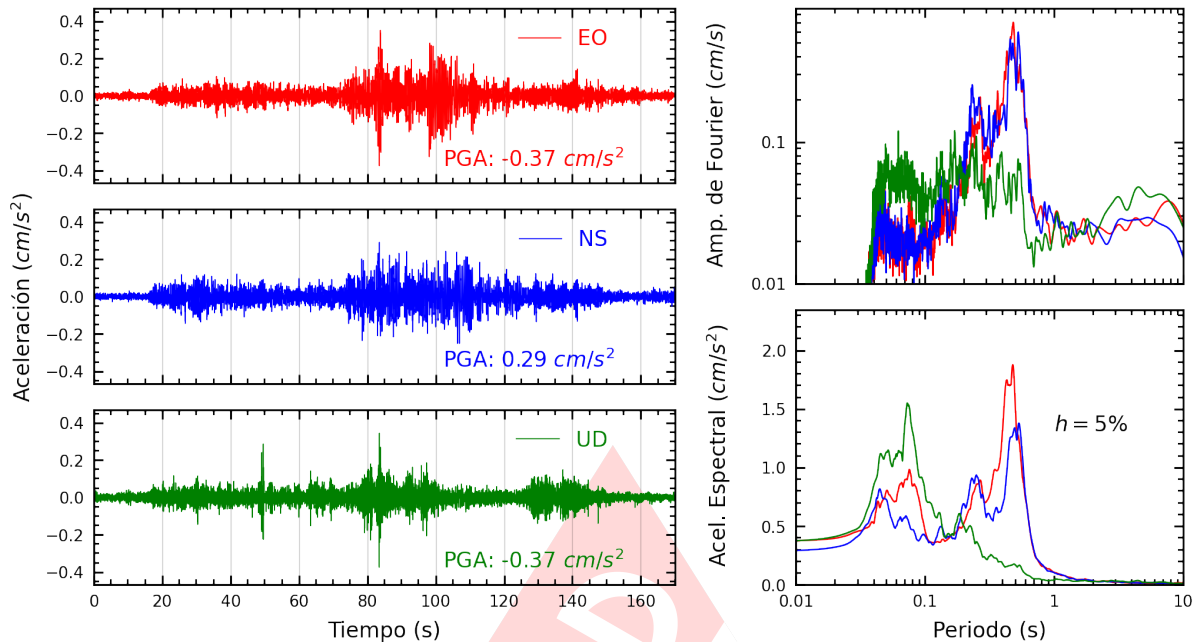 0.4
0.2
0.0
−0.2
−0.4
EO
PGA: -0.37 cm/s²
0.4
0.2
0.0
−0.2
−0.4
NS
PGA: 0.29 cm/s²
0.4
0.2
0.0
−0.2
−0.4
UD
PGA: -0.37 cm/s²
0 20 40 60 80 100 120 140 160
Tiempo (s)
Aceleración (cm/s²)
0.1
0.01
Amp. de Fourier (cm/s)
2.0
1.5
1.0
0.5
0.0
h = 5%
Acel. Espectral (cm/s²)
0.01 0.1 1 10
Periodo (s)